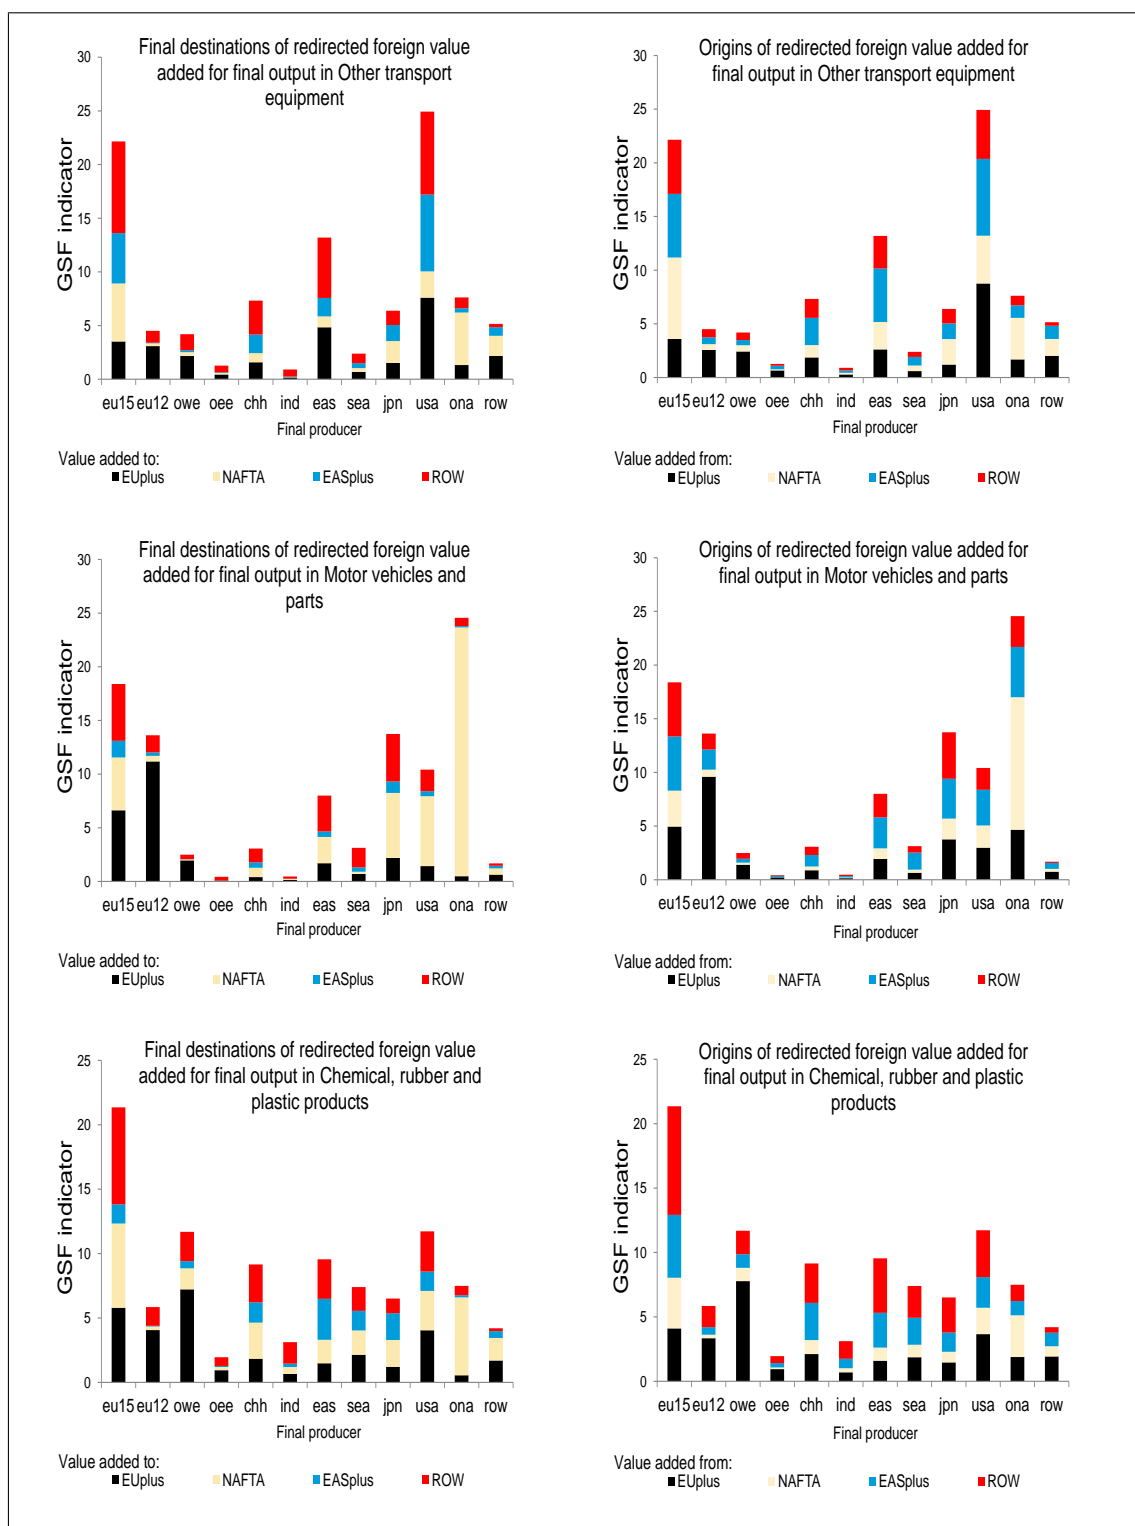 Final destinations of redirected foreign value
added for final output in Other transport
equipment
30
25
20
15
10
5
0
GSF indicator
eu15 eu12 owe oee chh ind eas sea jpn usa ona row
Final producer
Value added to:
EUplus NAFTA EASplus ROW
Origins of redirected foreign value added for
final output in Other transport equipment
30
25
20
15
10
5
0
GSF indicator
eu15 eu12 owe oee chh ind eas sea jpn usa ona row
Final producer
Value added from:
EUplus NAFTA EASplus ROW
Final destinations of redirected foreign value
added for final output in Motor vehicles and
parts
30
25
20
15
10
5
0
GSF indicator
eu15 eu12 owe oee chh ind eas sea jpn usa ona row
Final producer
Value added to:
EUplus NAFTA EASplus ROW
Origins of redirected foreign value added for
final output in Motor vehicles and parts
30
25
20
15
10
5
0
GSF indicator
eu15 eu12 owe oee chh ind eas sea jpn usa ona row
Final producer
Value added from:
EUplus NAFTA EASplus ROW
Final destinations of redirected foreign value
added for final output in Chemical, rubber and
plastic products
25
20
15
10
5
0
GSF indicator
eu15 eu12 owe oee chh ind eas sea jpn usa ona row
Final producer
Value added to:
EUplus NAFTA EASplus ROW
Origins of redirected foreign value added for
final output in Chemical, rubber and plastic
products
25
20
15
10
5
0
GSF indicator
eu15 eu12 owe oee chh ind eas sea jpn usa ona row
Final producer
Value added from:
EUplus NAFTA EASplus ROW